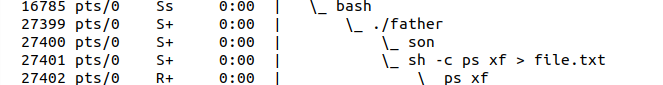 16785 pts/0    Ss     0:00  |   \_ bash
27399 pts/0    S+     0:00  |       \_ ./father
27400 pts/0    S+     0:00  |           \_ son
27401 pts/0    S+     0:00  |           \_ sh -c ps xf > file.txt
27402 pts/0    R+     0:00  |               \_ ps xf